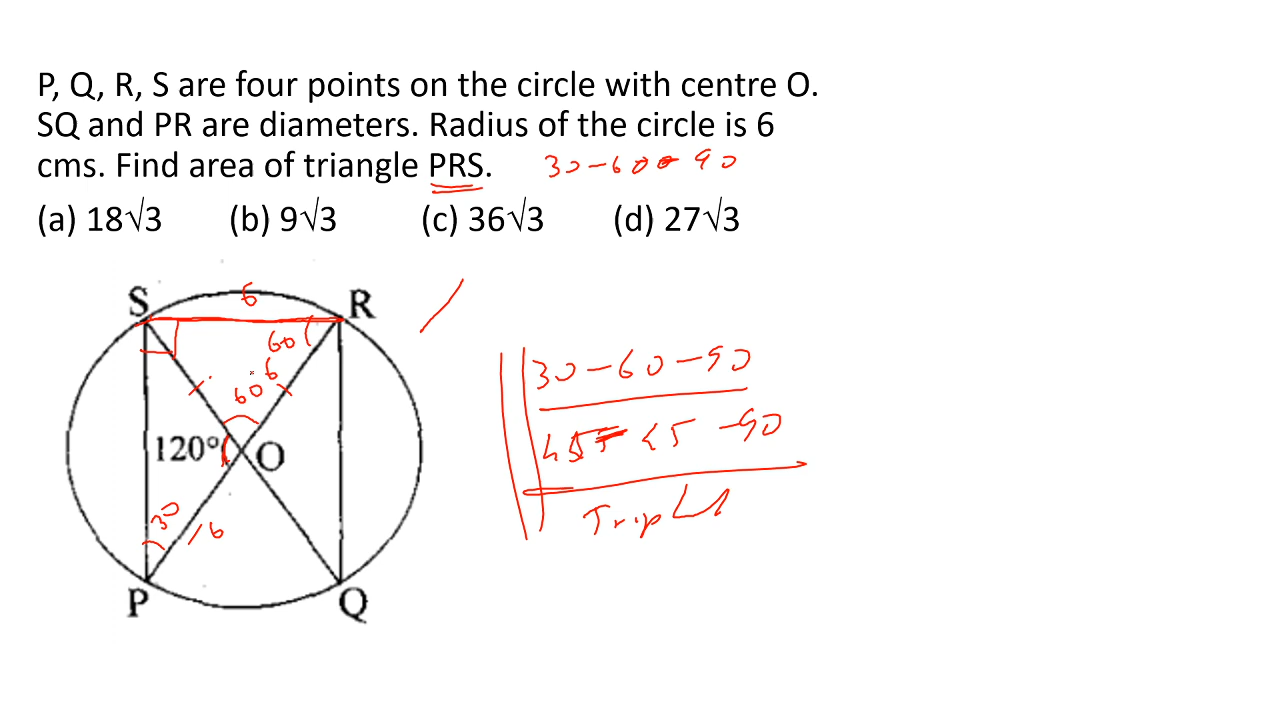 P, Q, R, S are four points on the circle with centre O.
SQ and PR are diameters. Radius of the circle is 6
cms. Find area of triangle PRS. 30-60-90
(a) 18√3 (b) 9√3 (c) 36√3 (d) 27√3
S 6 R
60
60 6
30-60-90
45-45-90
120° O
30
6
Triplet
P Q